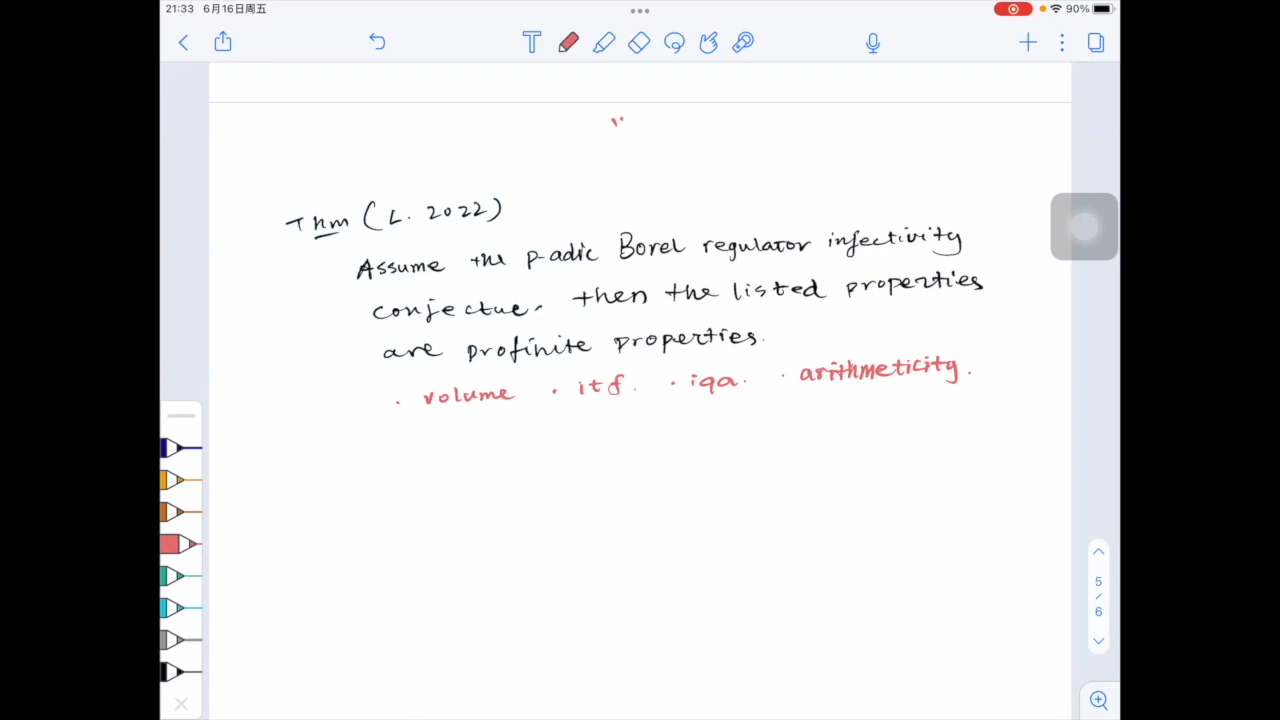 21:33 6月16日周五
90%
Thm (L. 2022)
Assume the p-adic Borel regulator injectivity
conjectue. then the listed properties
are profinite properties.
· volume · itf. · iqa. · arithmeticity.
5
/
6